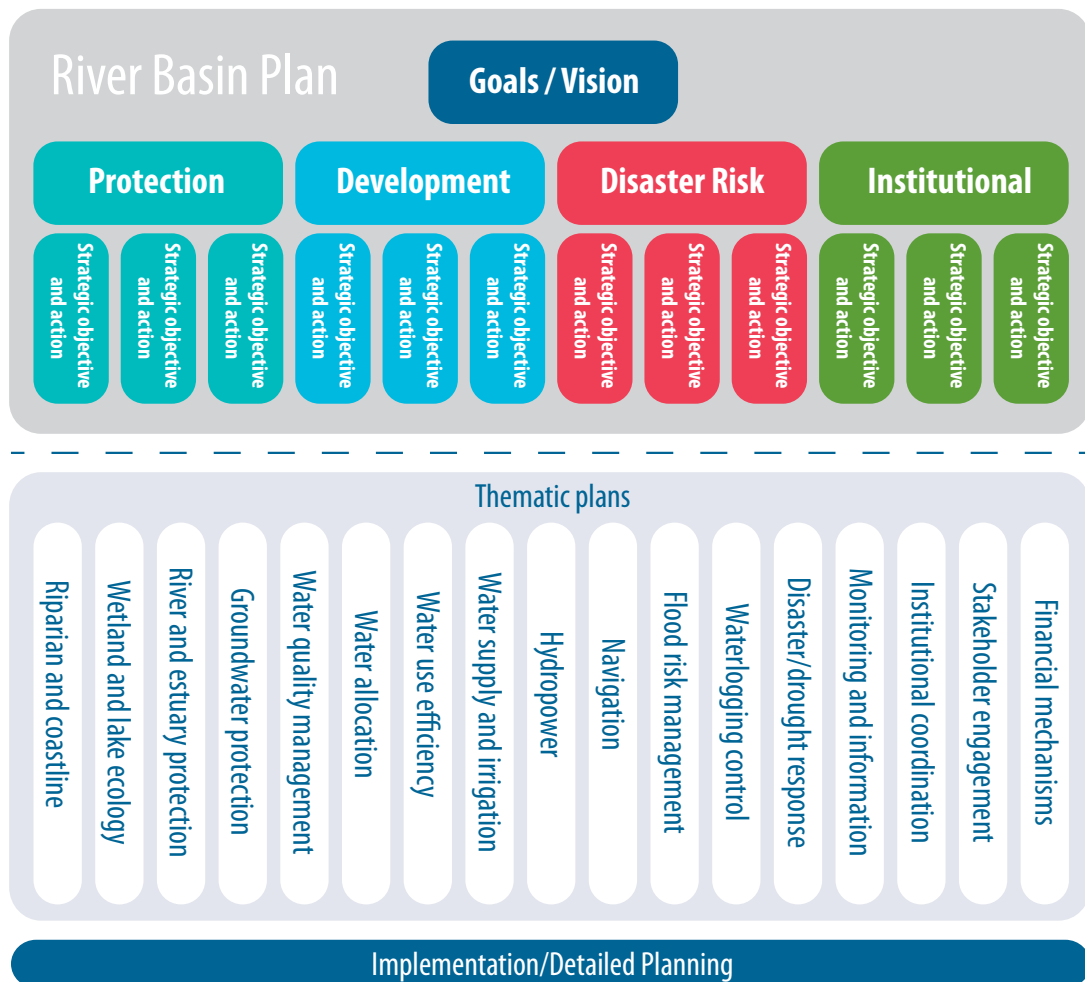 River Basin Plan
Goals / Vision
Protection
Development
Disaster Risk
Institutional
Strategic objective
and action
Strategic objective
and action
Strategic objective
and action
Strategic objective
and action
Strategic objective
and action
Strategic objective
and action
Strategic objective
and action
Strategic objective
and action
Strategic objective
and action
Strategic objective
and action
Strategic objective
and action
Strategic objective
and action
Thematic plans
Riparian and coastline
Wetland and lake ecology
River and estuary protection
Groundwater protection
Water quality management
Water allocation
Water use efficiency
Water supply and irrigation
Hydropower
Navigation
Flood risk management
Waterlogging control
Disaster/drought response
Monitoring and information
Institutional coordination
Stakeholder engagement
Financial mechanisms
Implementation/Detailed Planning